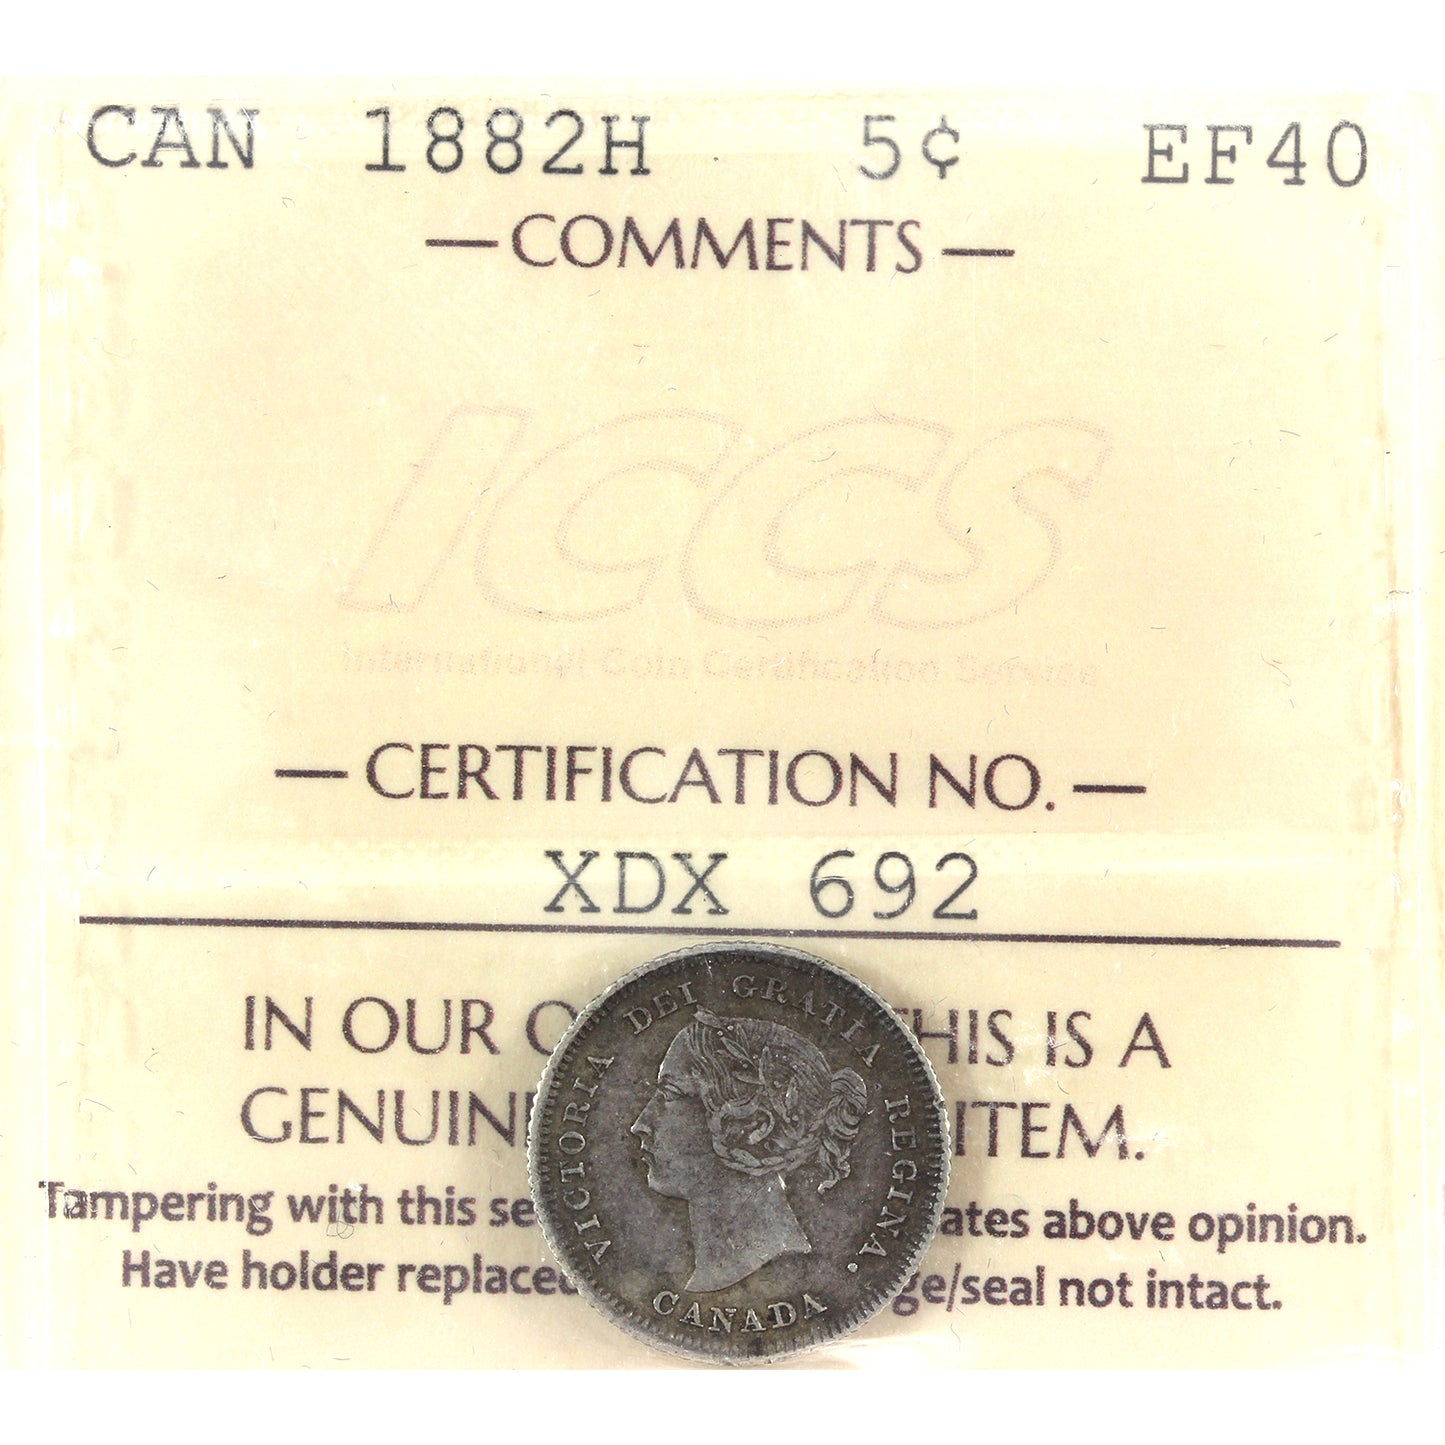 CAN 1882H 5¢ EF40
—COMMENTS—
ICCS
International Coin Certification Service
—CERTIFICATION NO.—
XDX 692
IN OUR O THIS IS A
GENUINE ITEM.
Tampering with this se ates above opinion.
Have holder replaced ge/seal not intact.
VICTORIA DEI GRATIA REGINA.
CANADA